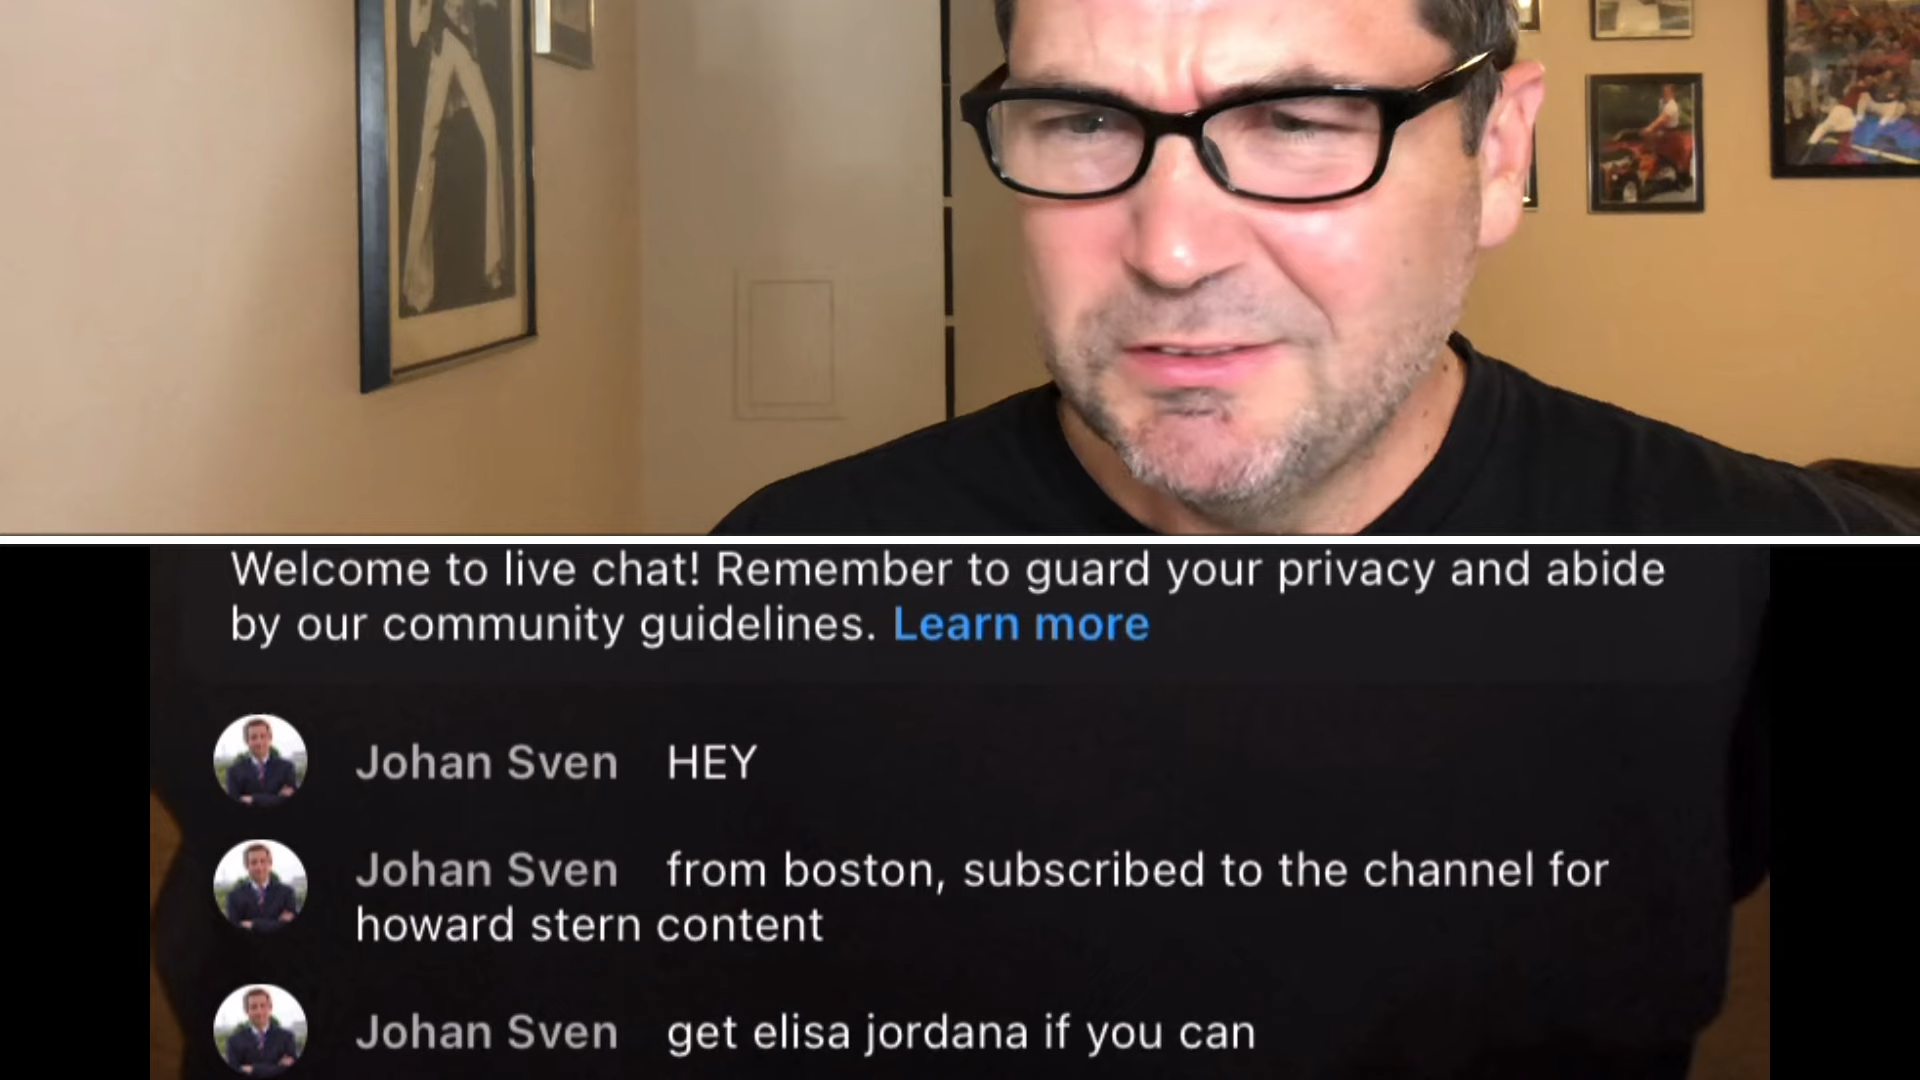 Welcome to live chat! Remember to guard your privacy and abide
by our community guidelines. Learn more
Johan Sven HEY
Johan Sven from boston, subscribed to the channel for
howard stern content
Johan Sven get elisa jordana if you can